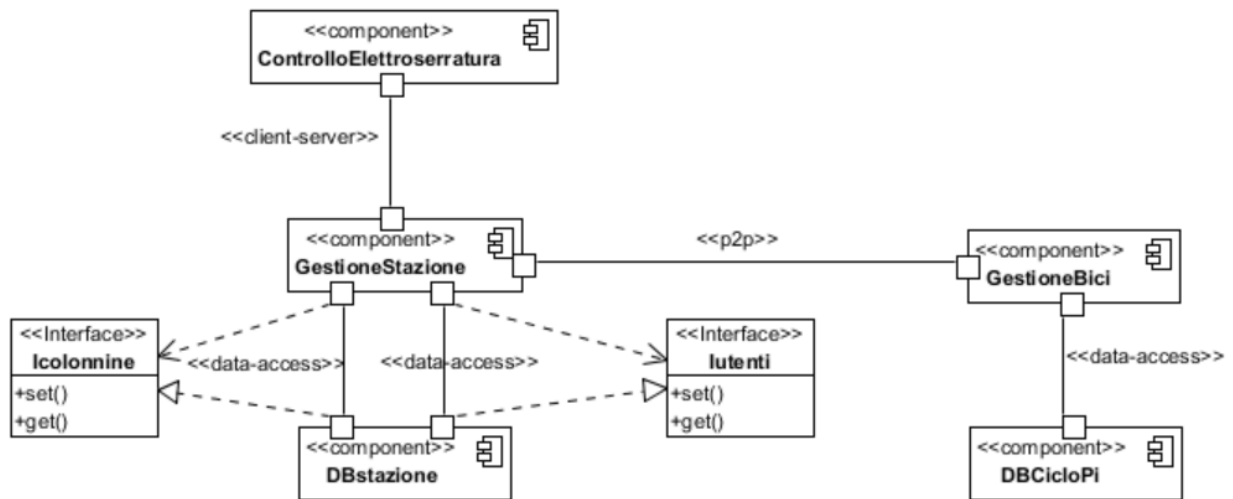 <<component>>
ControlloElettroserratura
<<client-server>>
<<component>>
GestioneStazione
<<p2p>>
<<component>>
GestioneBici
<<Interface>>
Icolonnine
+set()
+get()
<<data-access>>
<<data-access>>
<<Interface>>
Iutenti
+set()
+get()
<<data-access>>
<<component>>
DBstazione
<<component>>
DBCicloPi